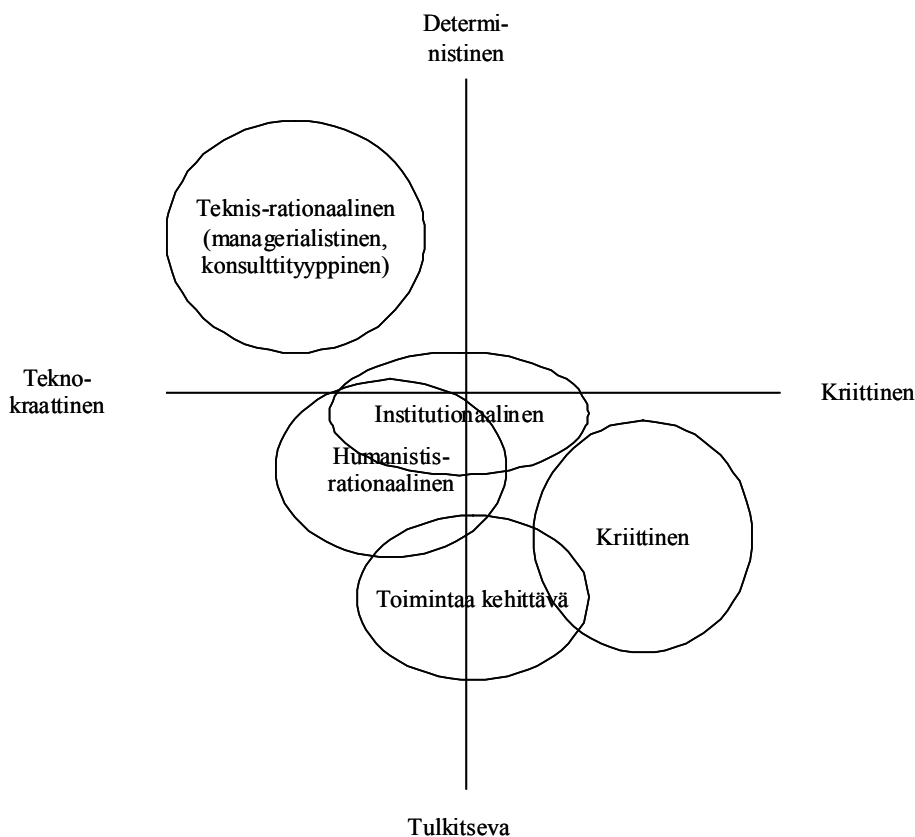 Determi-
nistinen
Teknis-rationaalinen
(managerialistinen,
konsulttityyppinen)
Tekno-
kraattinen
Kriittinen
Institutionaalinen
Humanistis-
rationaalinen
Kriittinen
Toimintaa kehittävä
Tulkitseva